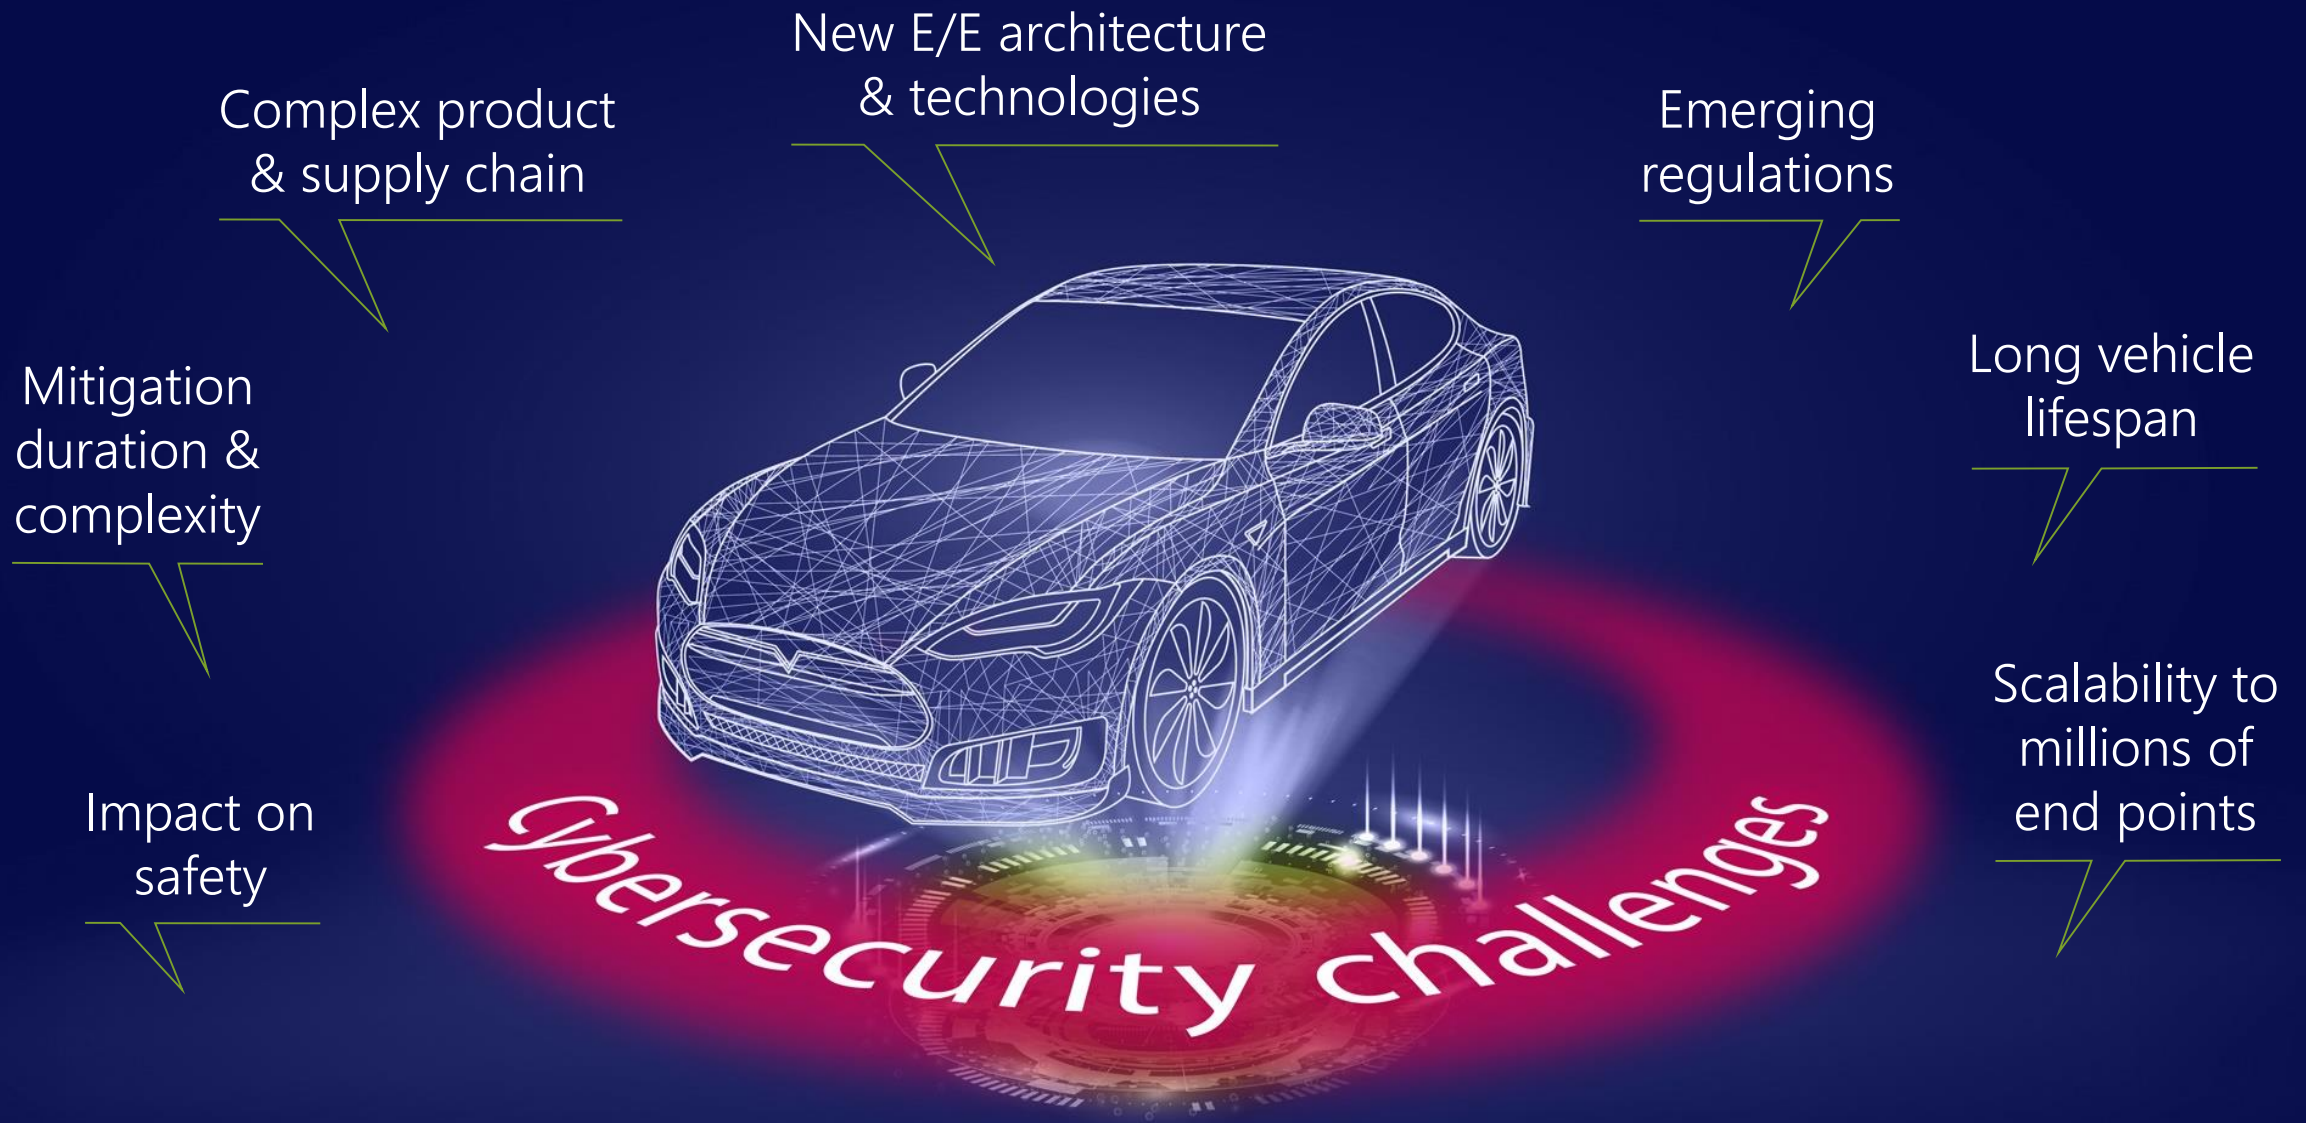 New E/E architecture
& technologies
Complex product
& supply chain
Emerging
regulations
Mitigation
duration &
complexity
Long vehicle
lifespan
Impact on
safety
Scalability to
millions of
end points
Cybersecurity challenges